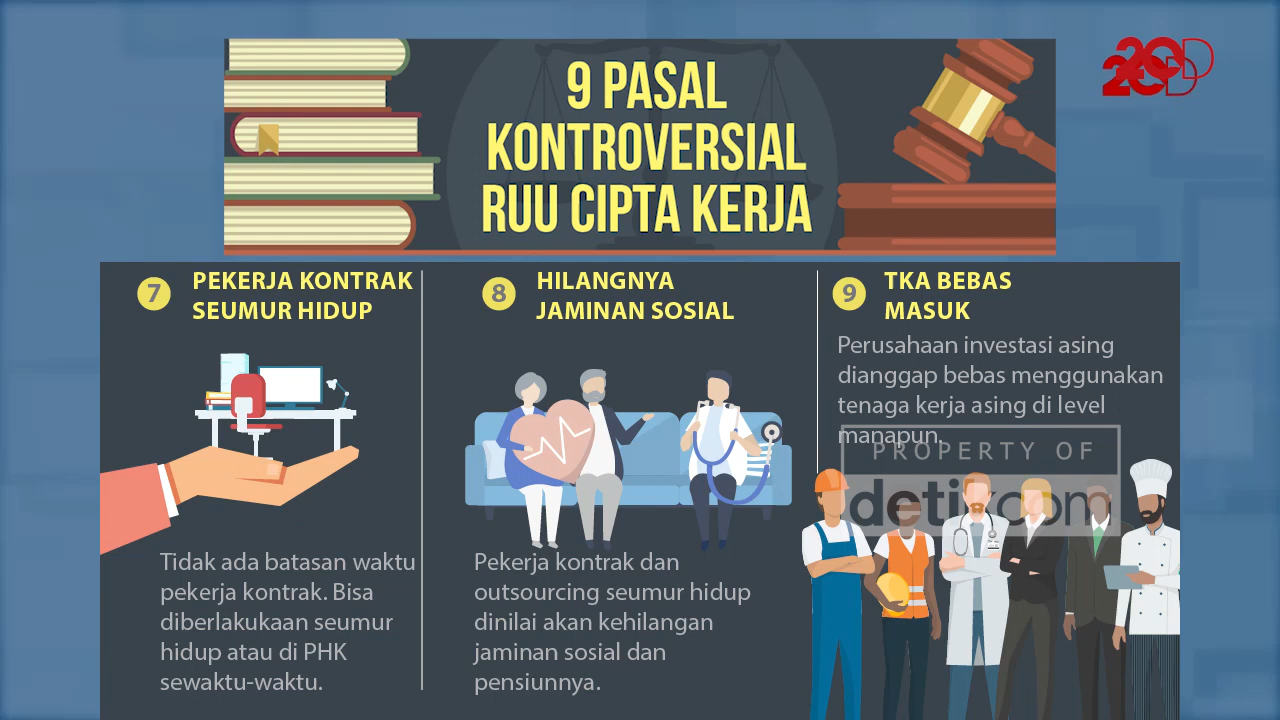 9 PASAL
KONTROVERSIAL
RUU CIPTA KERJA
20D
7
PEKERJA KONTRAK
SEUMUR HIDUP
Tidak ada batasan waktu
pekerja kontrak. Bisa
diberlakukaan seumur
hidup atau di PHK
sewaktu-waktu.
8
HILANGNYA
JAMINAN SOSIAL
Pekerja kontrak dan
outsourcing seumur hidup
dinilai akan kehilangan
jaminan sosial dan
pensiunnya.
9
TKA BEBAS
MASUK
Perusahaan investasi asing
dianggap bebas menggunakan
tenaga kerja asing di level
manapun.
PROPERTY OF
detikcom